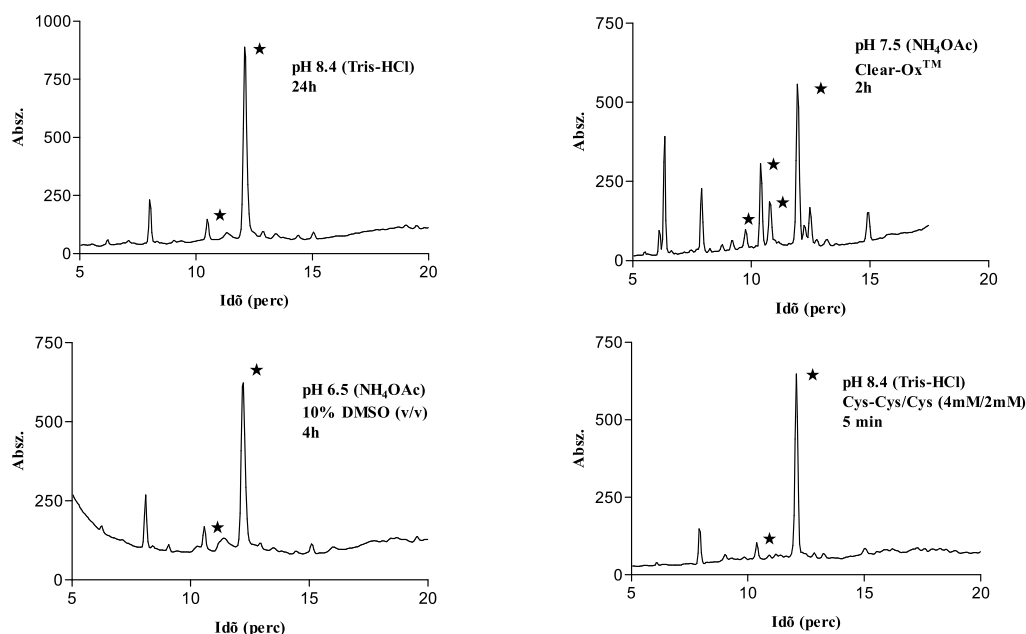 1000
750
500
250
0
Absz.
5
10
15
20
Idõ (perc)
★
★
pH 8.4 (Tris-HCl)
24h
750
500
250
0
Absz.
5
10
15
20
Idõ (perc)
★
★
★
★
pH 7.5 (NH₄OAc)
Clear-Ox™
2h
750
500
250
0
Absz.
5
10
15
20
Idõ (perc)
★
★
pH 6.5 (NH₄OAc)
10% DMSO (v/v)
4h
750
500
250
0
Absz.
5
10
15
20
Idõ (perc)
★
★
pH 8.4 (Tris-HCl)
Cys-Cys/Cys (4mM/2mM)
5 min